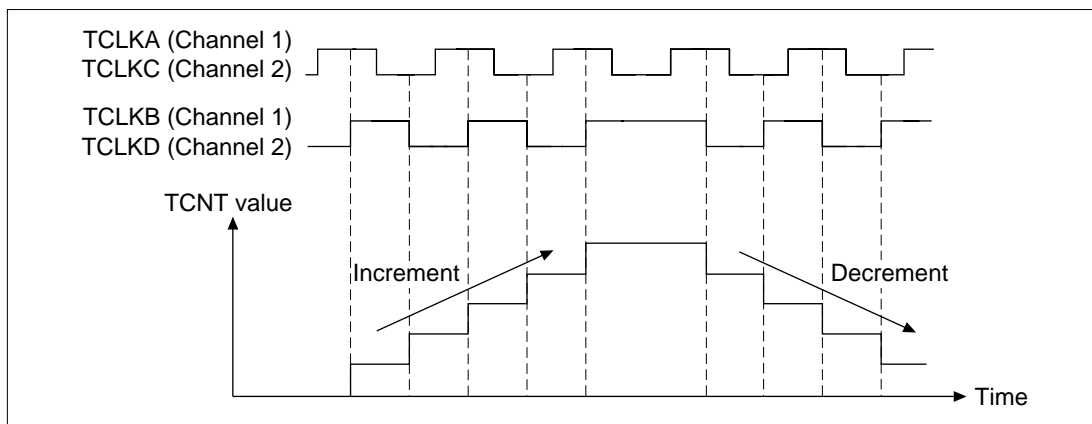 TCLKA (Channel 1)
TCLKC (Channel 2)
TCLKB (Channel 1)
TCLKD (Channel 2)
TCNT value
Increment
Decrement
Time